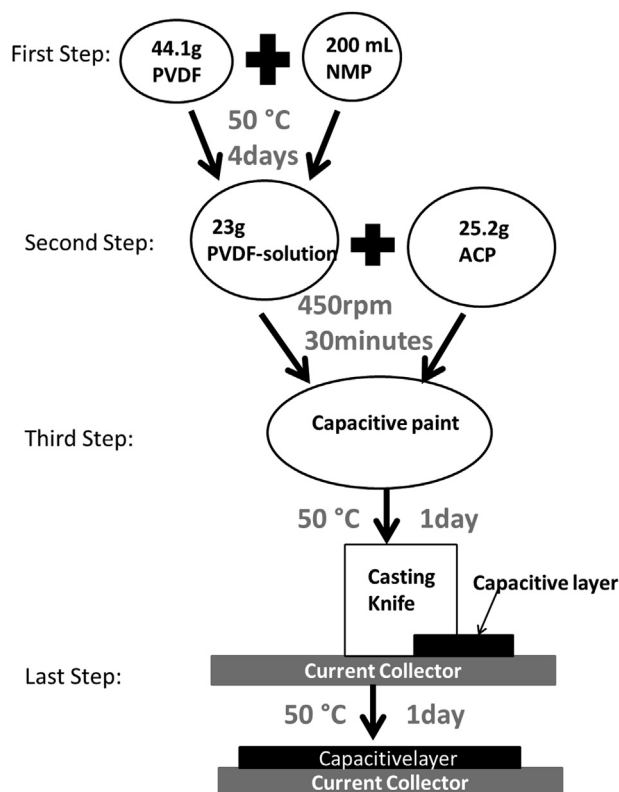 First Step:
44.1g
PVDF
200 mL
NMP
50 °C
4days
Second Step:
23g
PVDF-solution
25.2g
ACP
450rpm
30minutes
Third Step:
Capacitive paint
50 °C 1day
Casting
Knife
Capacitive layer
Current Collector
Last Step:
50 °C 1day
Capacitivelayer
Current Collector